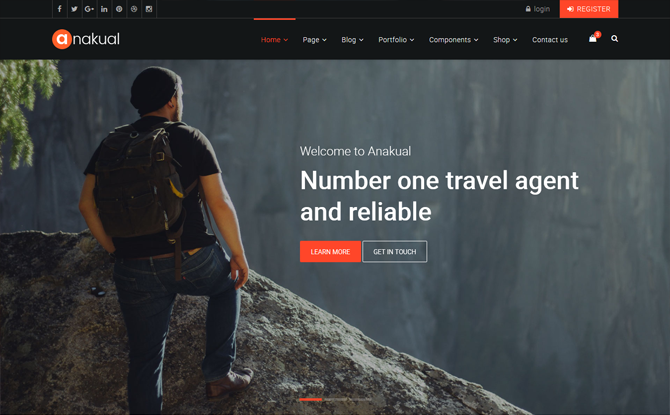 login
REGISTER
anakual
Home
Page
Blog
Portfolio
Components
Shop
Contact us
Welcome to Anakual
Number one travel agent
and reliable
LEARN MORE
GET IN TOUCH